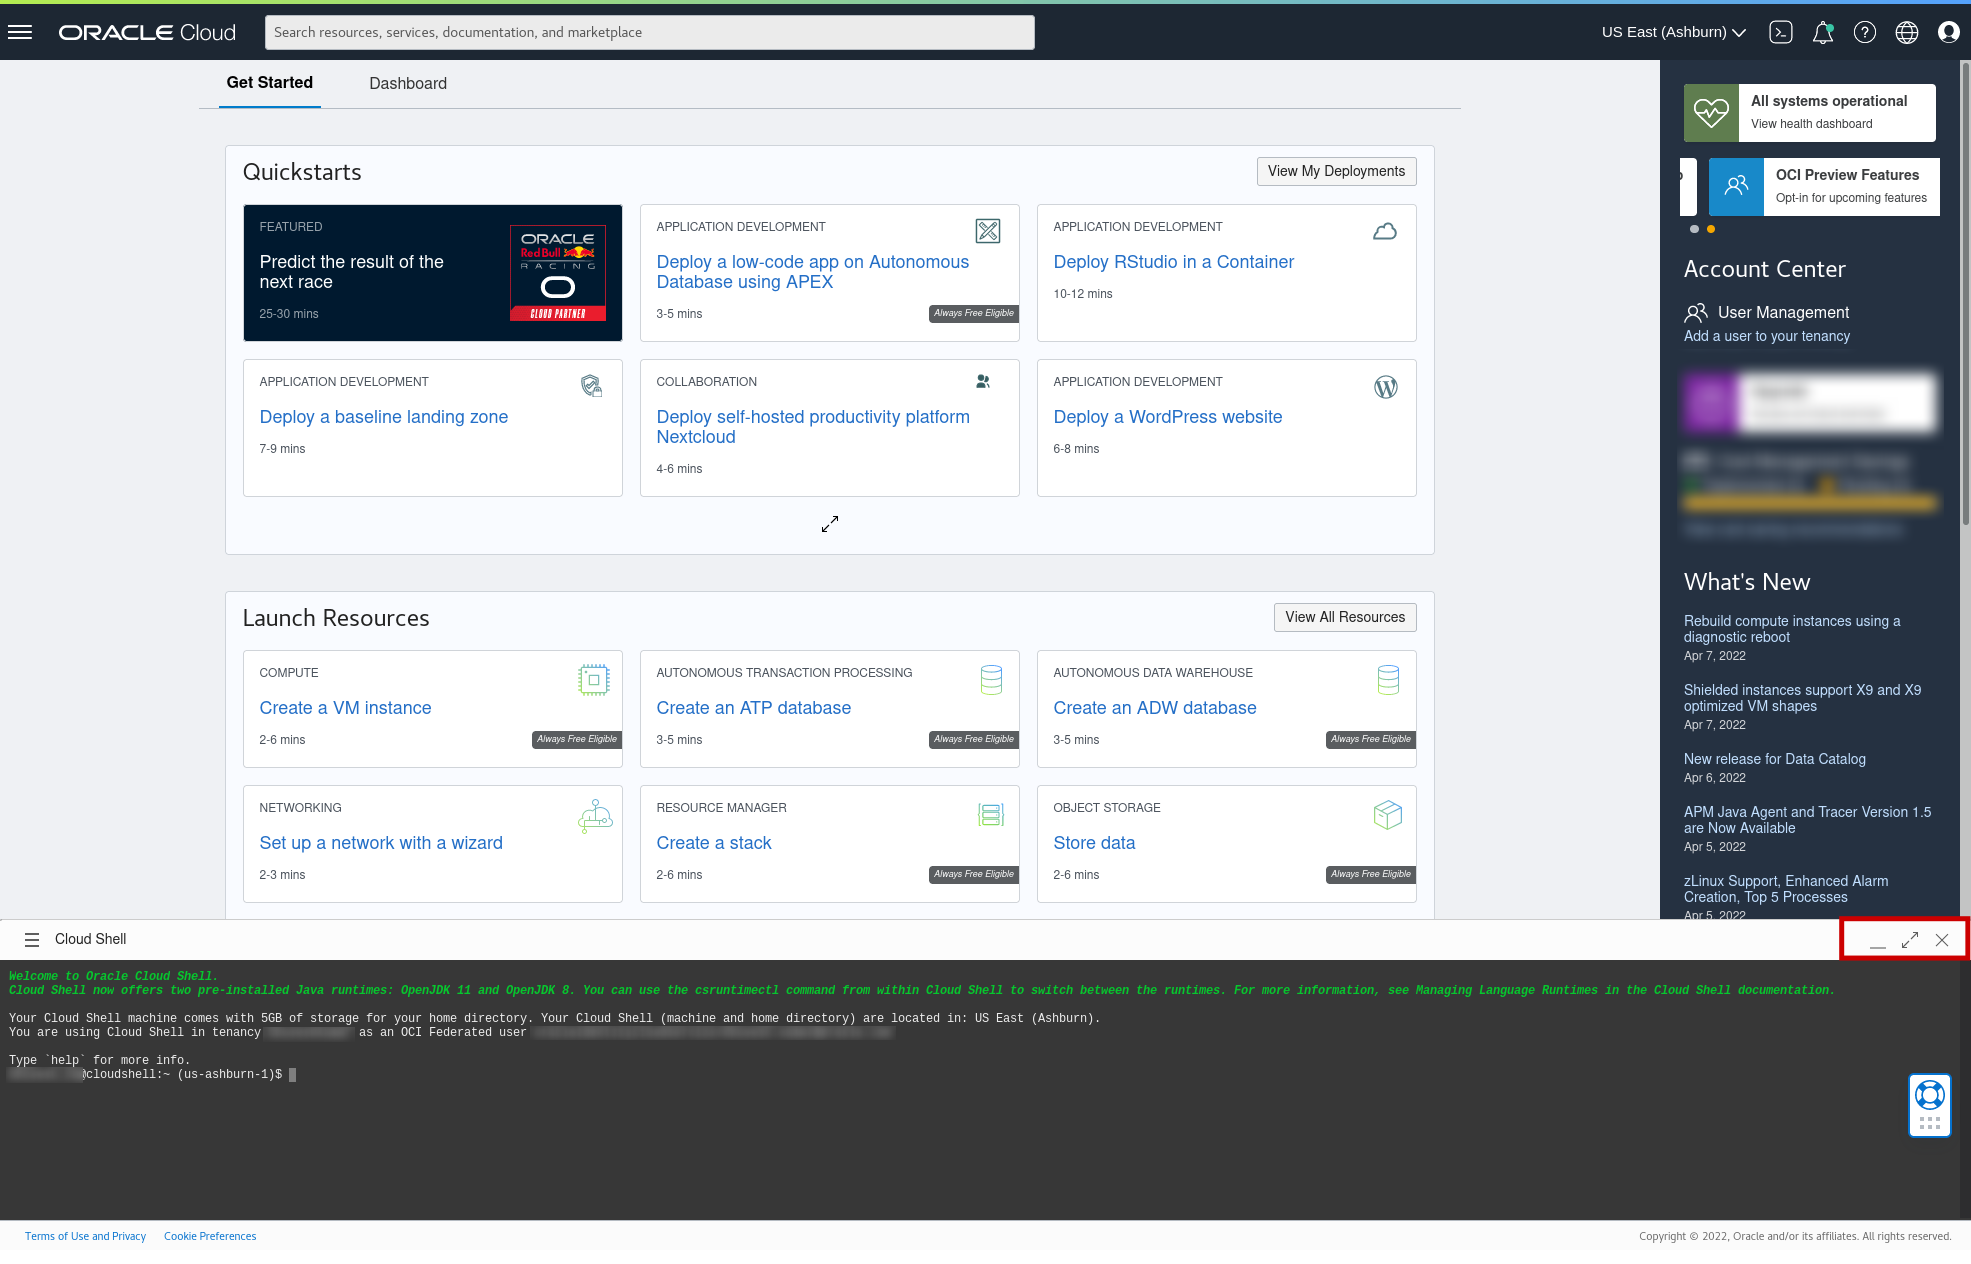 ORACLE Cloud
Search resources, services, documentation, and marketplace
US East (Ashburn)
Get Started
Dashboard
Quickstarts
View My Deployments
FEATURED
Predict the result of the
next race
25-30 mins
ORACLE
Red Bull
RACING
CLOUD PARTNER
APPLICATION DEVELOPMENT
Deploy a low-code app on Autonomous
Database using APEX
3-5 mins
Always Free Eligible
APPLICATION DEVELOPMENT
Deploy RStudio in a Container
10-12 mins
APPLICATION DEVELOPMENT
Deploy a baseline landing zone
7-9 mins
COLLABORATION
Deploy self-hosted productivity platform
Nextcloud
4-6 mins
APPLICATION DEVELOPMENT
Deploy a WordPress website
6-8 mins
Launch Resources
View All Resources
COMPUTE
Create a VM instance
2-6 mins
Always Free Eligible
AUTONOMOUS TRANSACTION PROCESSING
Create an ATP database
3-5 mins
Always Free Eligible
AUTONOMOUS DATA WAREHOUSE
Create an ADW database
3-5 mins
Always Free Eligible
NETWORKING
Set up a network with a wizard
2-3 mins
RESOURCE MANAGER
Create a stack
2-6 mins
Always Free Eligible
OBJECT STORAGE
Store data
2-6 mins
Always Free Eligible
All systems operational
View health dashboard
OCI Preview Features
Opt-in for upcoming features
Account Center
User Management
Add a user to your tenancy
What's New
Rebuild compute instances using a
diagnostic reboot
Apr 7, 2022
Shielded instances support X9 and X9
optimized VM shapes
Apr 7, 2022
New release for Data Catalog
Apr 6, 2022
APM Java Agent and Tracer Version 1.5
are Now Available
Apr 5, 2022
zLinux Support, Enhanced Alarm
Creation, Top 5 Processes
Apr 5, 2022
Cloud Shell
Welcome to Oracle Cloud Shell.
Cloud Shell now offers two pre-installed Java runtimes: OpenJDK 11 and OpenJDK 8. You can use the csruntimectl command from within Cloud Shell to switch between the runtimes. For more information, see Managing Language Runtimes in the Cloud Shell documentation.
Your Cloud Shell machine comes with 5GB of storage for your home directory. Your Cloud Shell (machine and home directory) are located in: US East (Ashburn).
You are using Cloud Shell in tenancy as an OCI Federated user
Type `help` for more info.
@cloudshell:~ (us-ashburn-1)$
Terms of Use and Privacy
Cookie Preferences
Copyright © 2022, Oracle and/or its affiliates. All rights reserved.